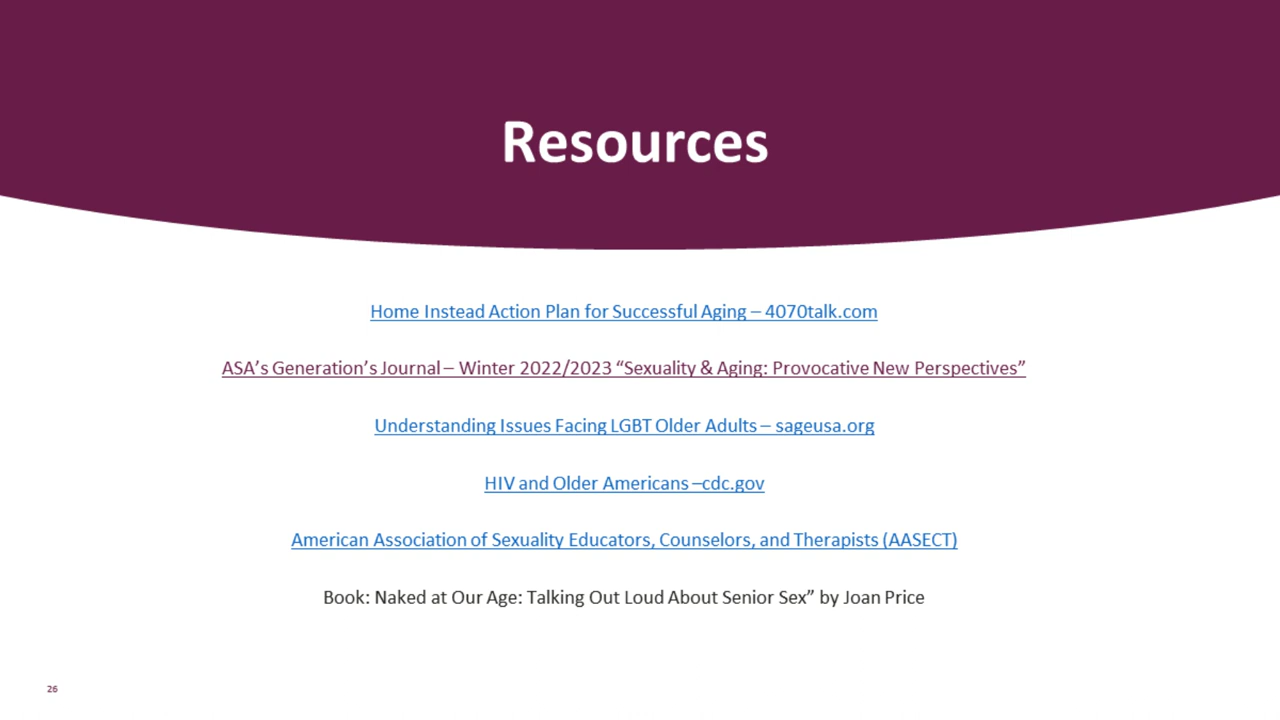 Resources
Home Instead Action Plan for Successful Aging – 4070talk.com
ASA’s Generation’s Journal – Winter 2022/2023 “Sexuality & Aging: Provocative New Perspectives”
Understanding Issues Facing LGBT Older Adults – sageusa.org
HIV and Older Americans –cdc.gov
American Association of Sexuality Educators, Counselors, and Therapists (AASECT)
Book: Naked at Our Age: Talking Out Loud About Senior Sex” by Joan Price
26